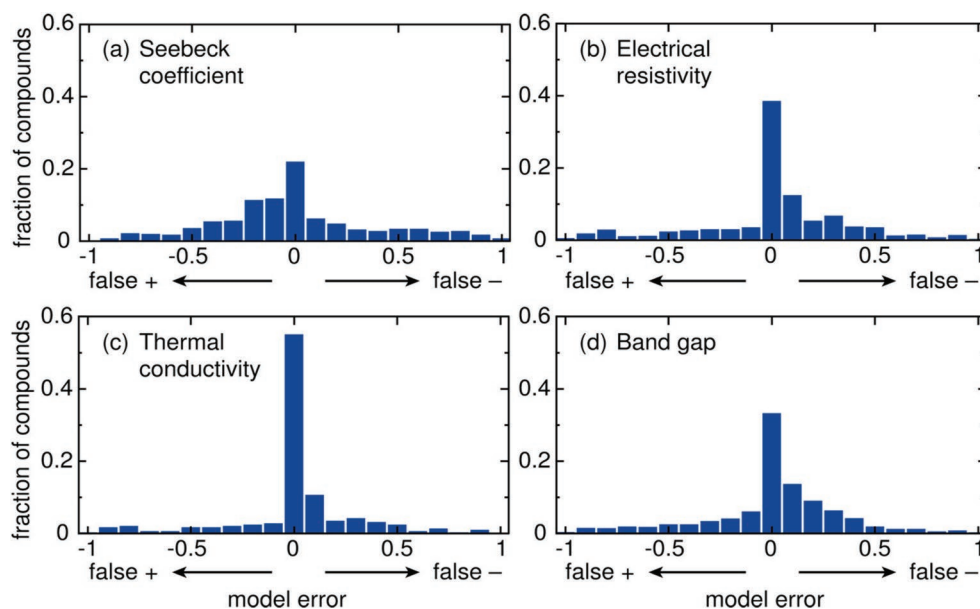 (a) Seebeck
coefficient
fraction of compounds
0.6
0.4
0.2
0
-1
-0.5
0
0.5
1
false +
false –
(b) Electrical
resistivity
0.6
0.4
0.2
0
-1
-0.5
0
0.5
1
false +
false –
(c) Thermal
conductivity
fraction of compounds
0.6
0.4
0.2
0
-1
-0.5
0
0.5
1
false +
false –
model error
(d) Band gap
0.6
0.4
0.2
0
-1
-0.5
0
0.5
1
false +
false –
model error